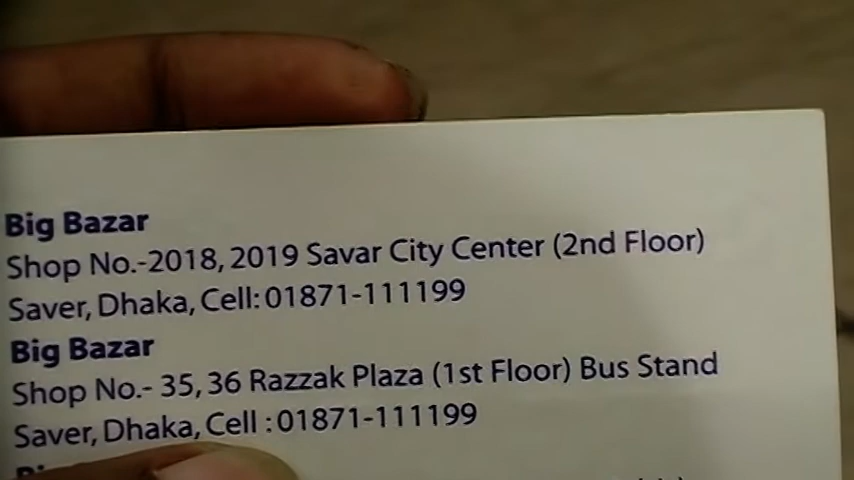 Big Bazar
Shop No.-2018, 2019 Savar City Center (2nd Floor)
Saver, Dhaka, Cell: 01871-111199
Big Bazar
Shop No.- 35, 36 Razzak Plaza (1st Floor) Bus Stand
Saver, Dhaka, Cell : 01871-111199